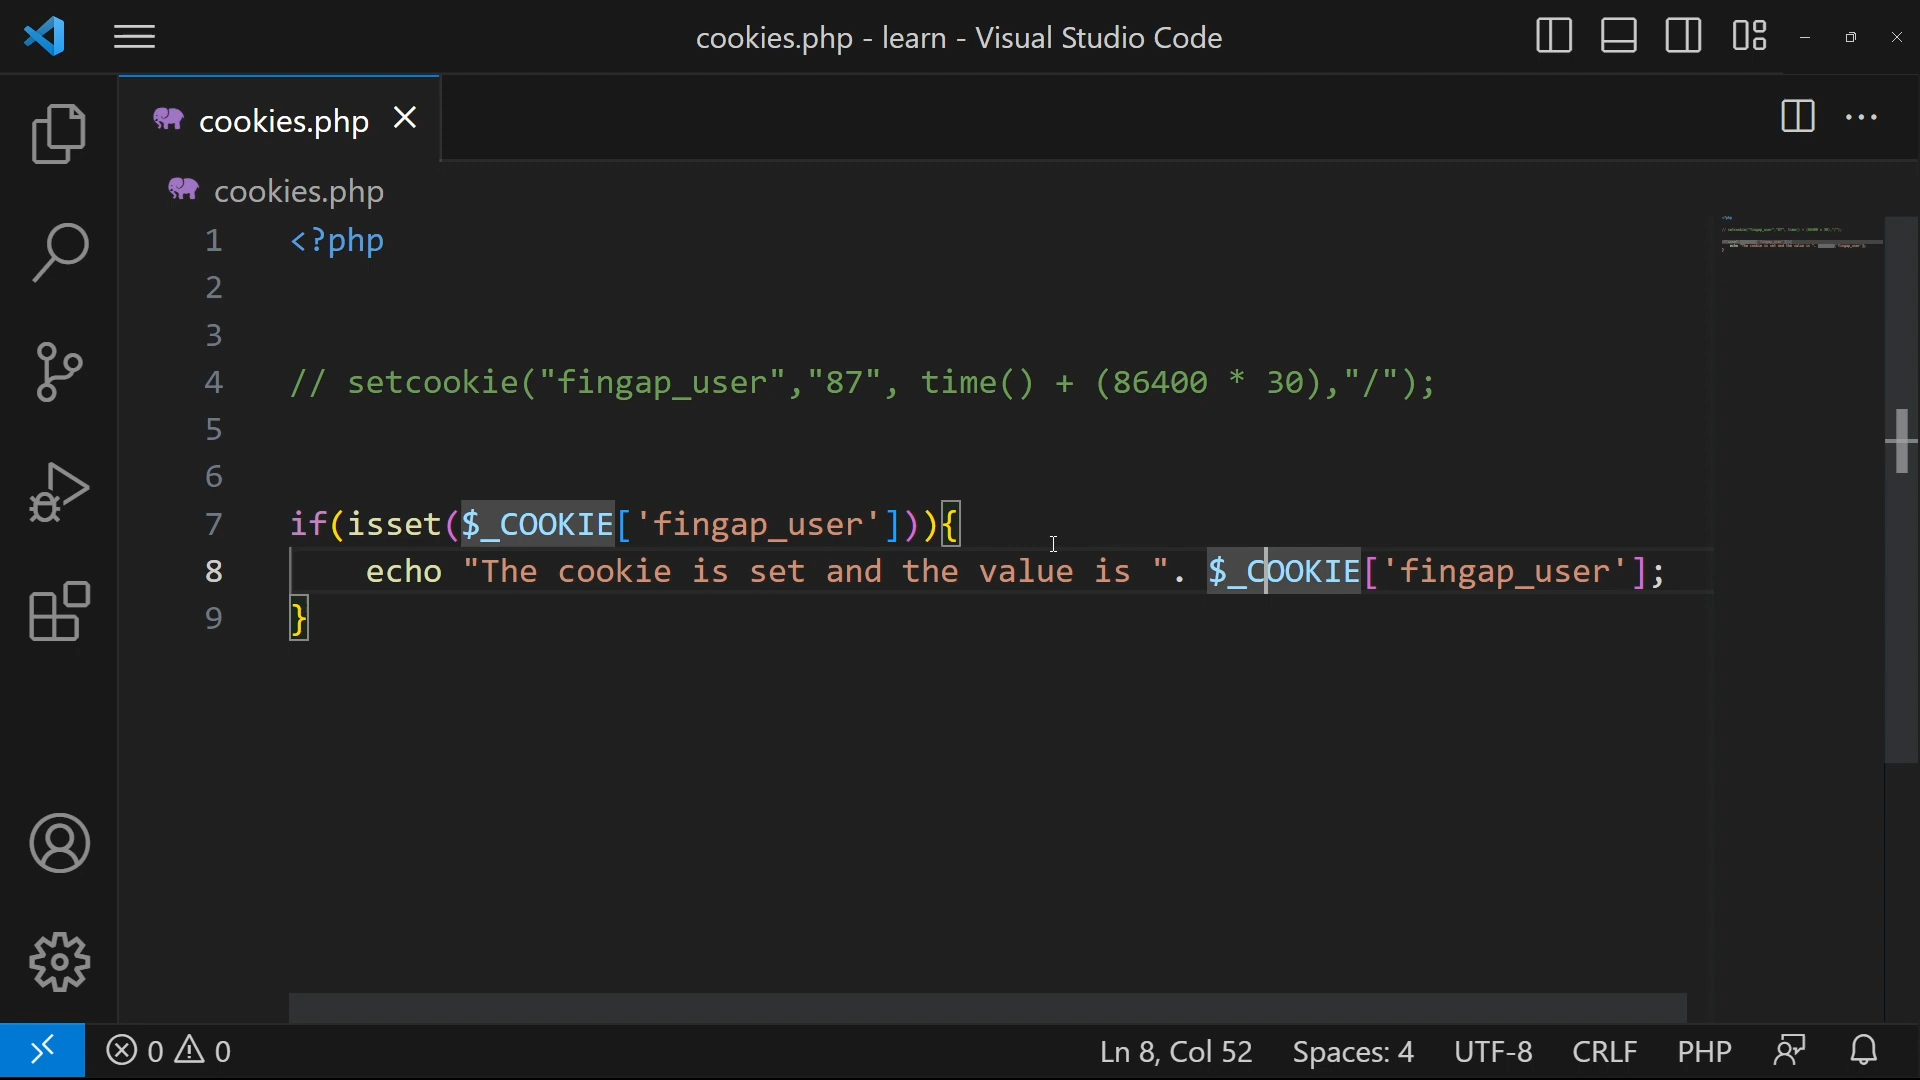 cookies.php - learn - Visual Studio Code
cookies.php
cookies.php
1 <?php
2
3
4 // setcookie("fingap_user","87", time() + (86400 * 30),"/");
5
6
7 if(isset($_COOKIE['fingap_user'])){
8 echo "The cookie is set and the value is ". $_COOKIE['fingap_user'];
9 }
0 0 Ln 8, Col 52 Spaces: 4 UTF-8 CRLF PHP